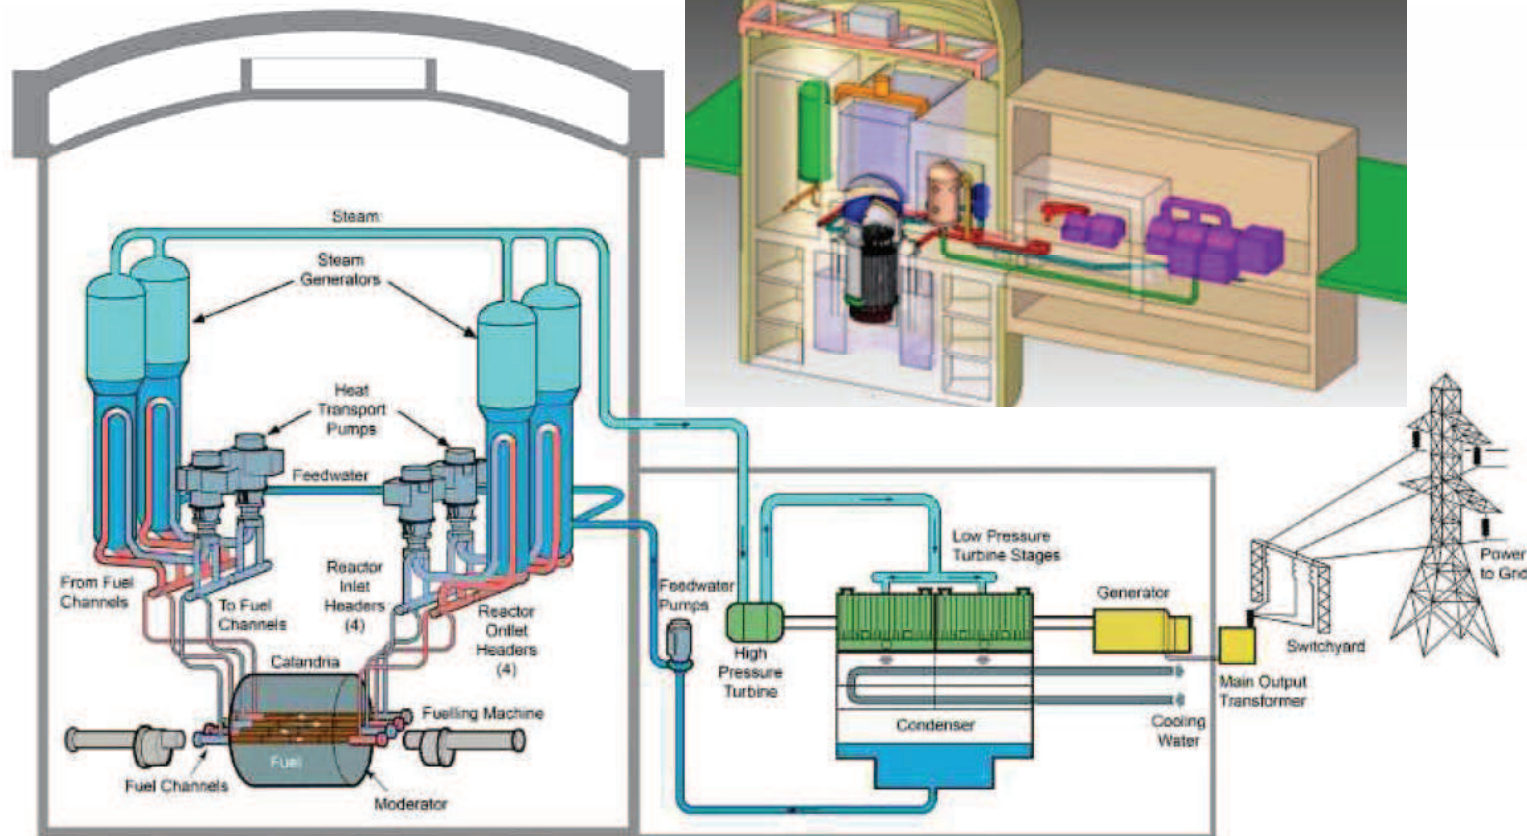 Steam
Steam
Generators
Heat
Transport
Pumps
Feedwater
From Fuel
Channels
To Fuel
Channels
Reactor
Inlet
Headers
(4)
Reactor
Onllet
Headers
(4)
Calandria
Fuelling Machine
Fuel
Fuel Channels
Moderator
Feedwater
Pumps
High
Pressure
Turbine
Low Pressure
Turbine Stages
Condenser
Cooling
Water
Generator
Main Output
Transformer
Switchyard
Power
to Grid